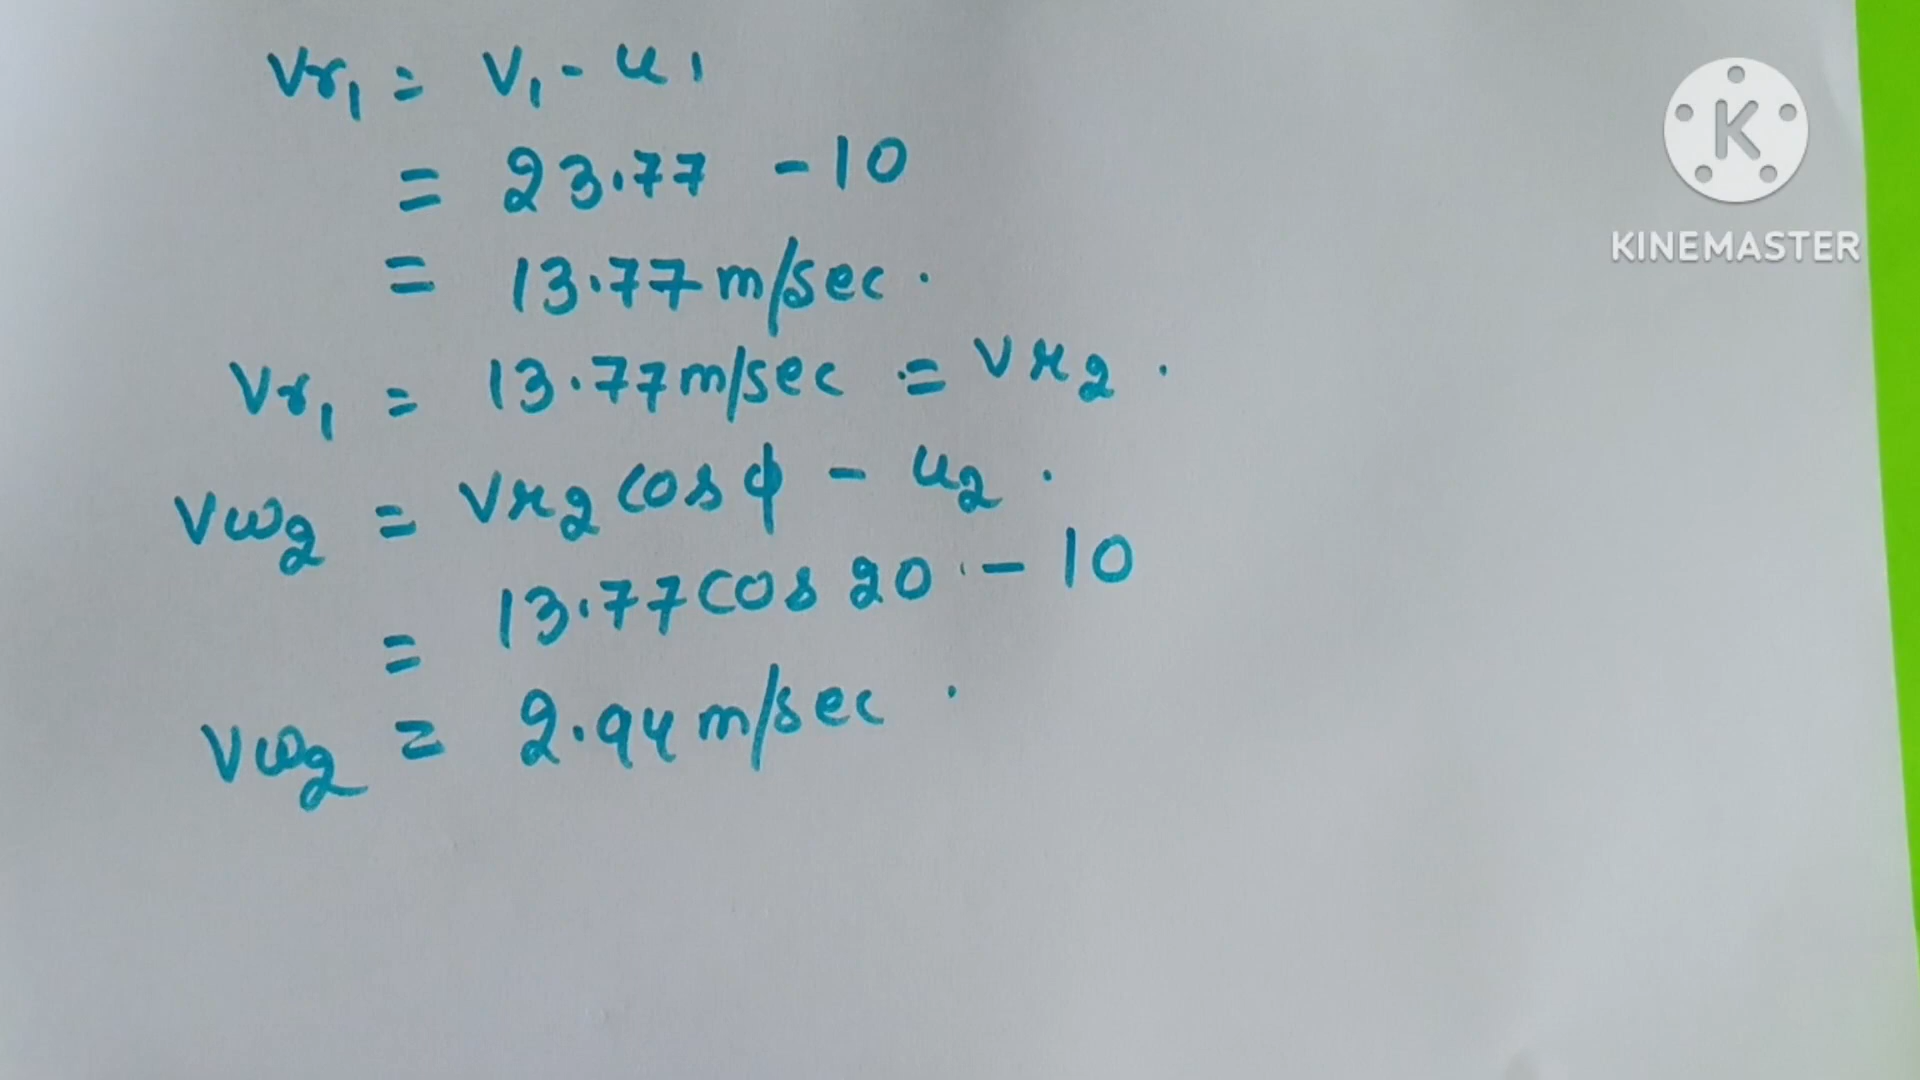 Vr₁ = V₁ - u₁
= 23.77 - 10
= 13.77 m/sec.
Vr₁ = 13.77 m/sec = Vr₂.
Vw₂ = Vr₂ cos ϕ - u₂.
= 13.77 cos 20 - 10
Vw₂ = 2.94 m/sec.
K
KINEMASTER